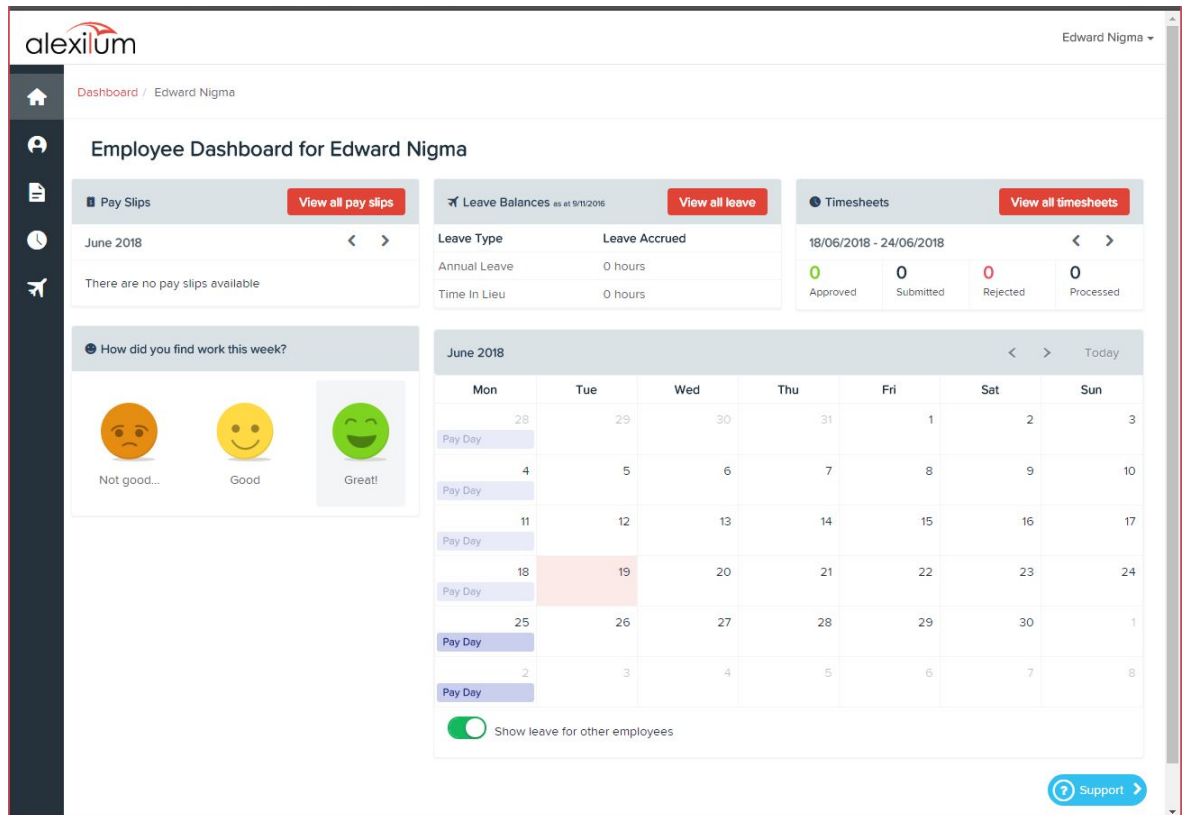 alexilum
Edward Nigma
Dashboard / Edward Nigma
Employee Dashboard for Edward Nigma
Pay Slips View all pay slips
June 2018
There are no pay slips available
Leave Balances as at 9/11/2016 View all leave
Leave Type Leave Accrued
Annual Leave 0 hours
Time In Lieu 0 hours
Timesheets View all timesheets
18/06/2018 - 24/06/2018
0 0 0 0
Approved Submitted Rejected Processed
How did you find work this week?
Not good... Good Great!
June 2018 Today
Mon Tue Wed Thu Fri Sat Sun
28 29 30 31 1 2 3
Pay Day
4 5 6 7 8 9 10
Pay Day
11 12 13 14 15 16 17
Pay Day
18 19 20 21 22 23 24
Pay Day
25 26 27 28 29 30 1
Pay Day
2 3 4 5 6 7 8
Pay Day
Show leave for other employees
? Support